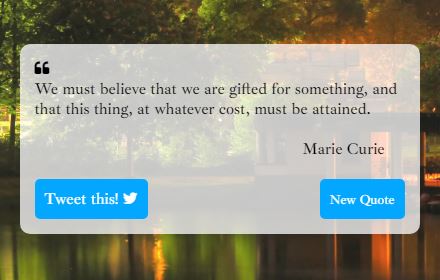 We must believe that we are gifted for something, and
that this thing, at whatever cost, must be attained.
Marie Curie
Tweet this!
New Quote